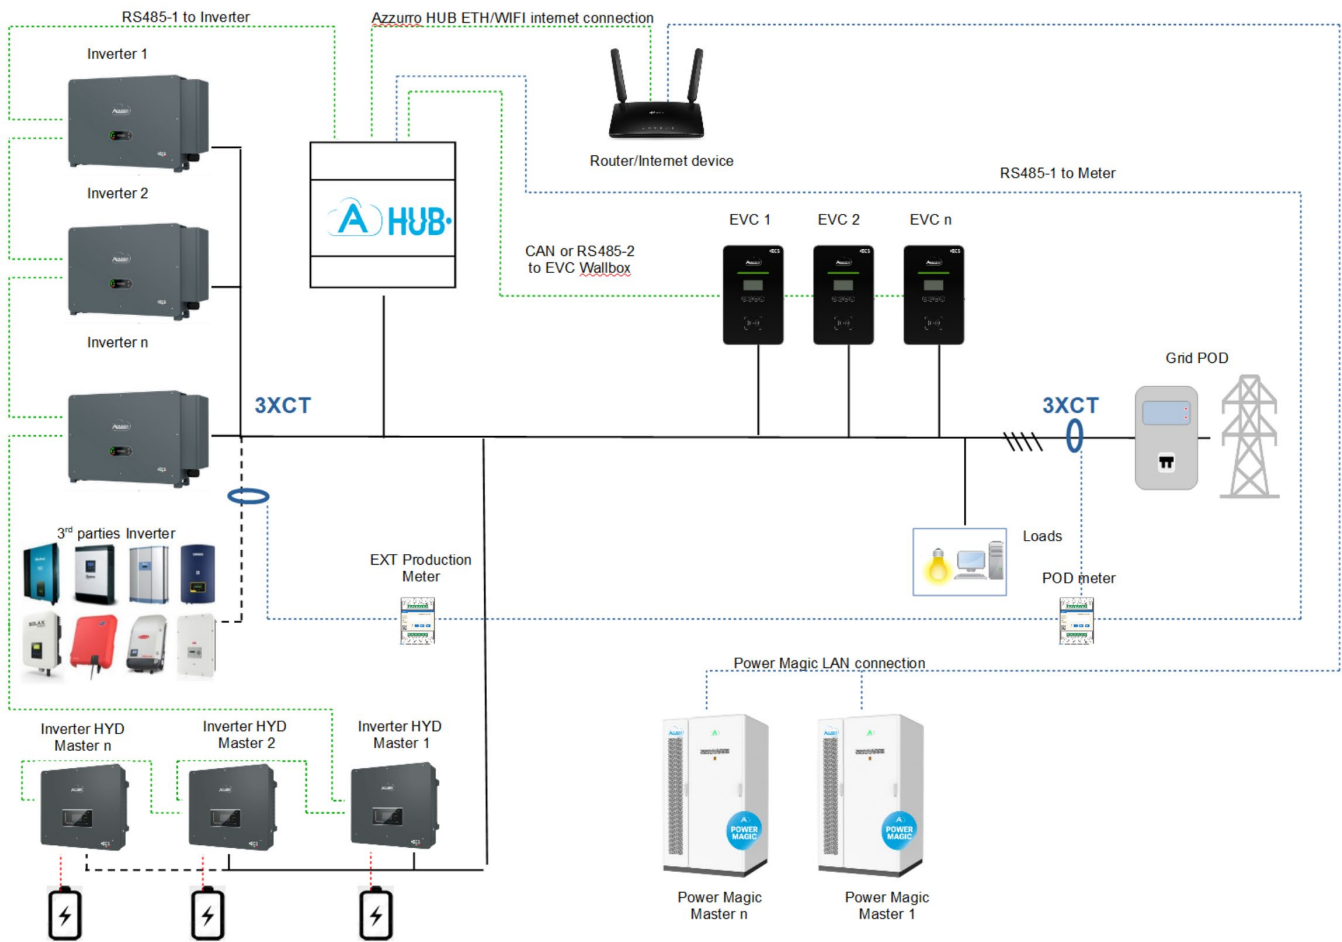 RS485-1 to Inverter
Azzurro HUB ETH/WIFI internet connection
Inverter 1
Router/Internet device
RS485-1 to Meter
Inverter 2
HUB
EVC 1
EVC 2
EVC n
CAN or RS485-2
to EVC Wallbox
Inverter n
Grid POD
3XCT
3XCT
3rd parties Inverter
EXT Production
Meter
Loads
POD meter
SOLAX
Power Magic LAN connection
Inverter HYD
Master n
Inverter HYD
Master 2
Inverter HYD
Master 1
POWER
MAGIC
POWER
MAGIC
Power Magic
Master n
Power Magic
Master 1